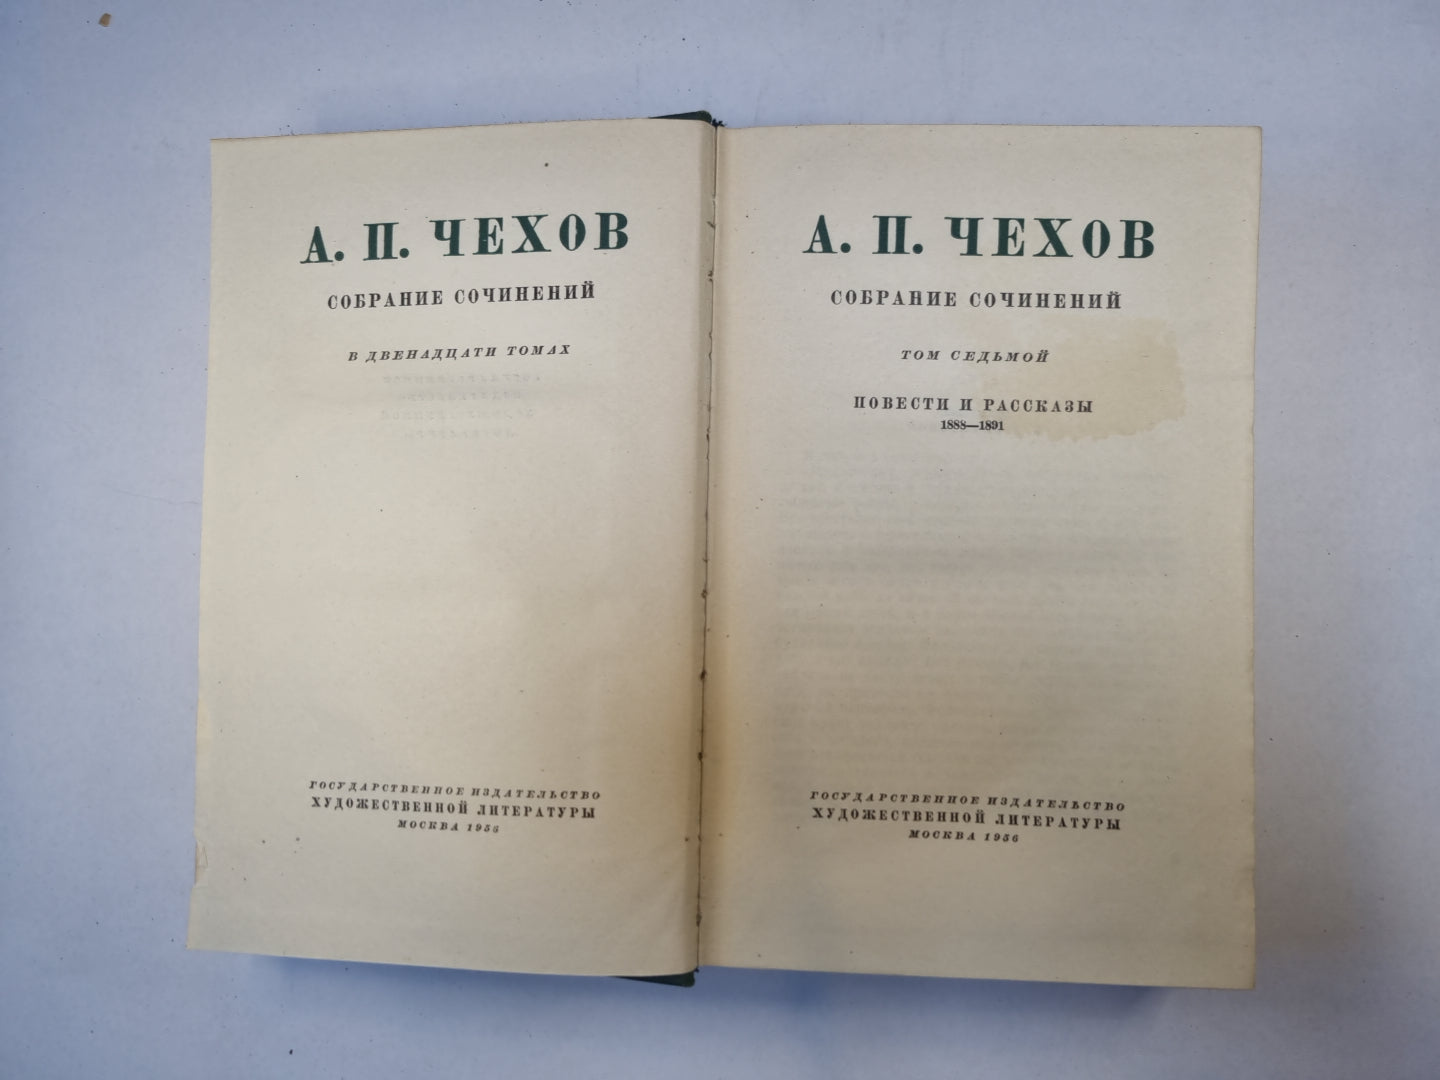 А. П. ЧЕХОВ
СОБРАНИЕ СОЧИНЕНИЙ
В ДВЕНАДЦАТИ ТОМАХ
ГОСУДАРСТВЕННОЕ ИЗДАТЕЛЬСТВО
ХУДОЖЕСТВЕННОЙ ЛИТЕРАТУРЫ
МОСКВА 1956
А. П. ЧЕХОВ
СОБРАНИЕ СОЧИНЕНИЙ
ТОМ СЕДЬМОЙ
ПОВЕСТИ И РАССКАЗЫ
1888—1891
ГОСУДАРСТВЕННОЕ ИЗДАТЕЛЬСТВО
ХУДОЖЕСТВЕННОЙ ЛИТЕРАТУРЫ
МОСКВА 1956